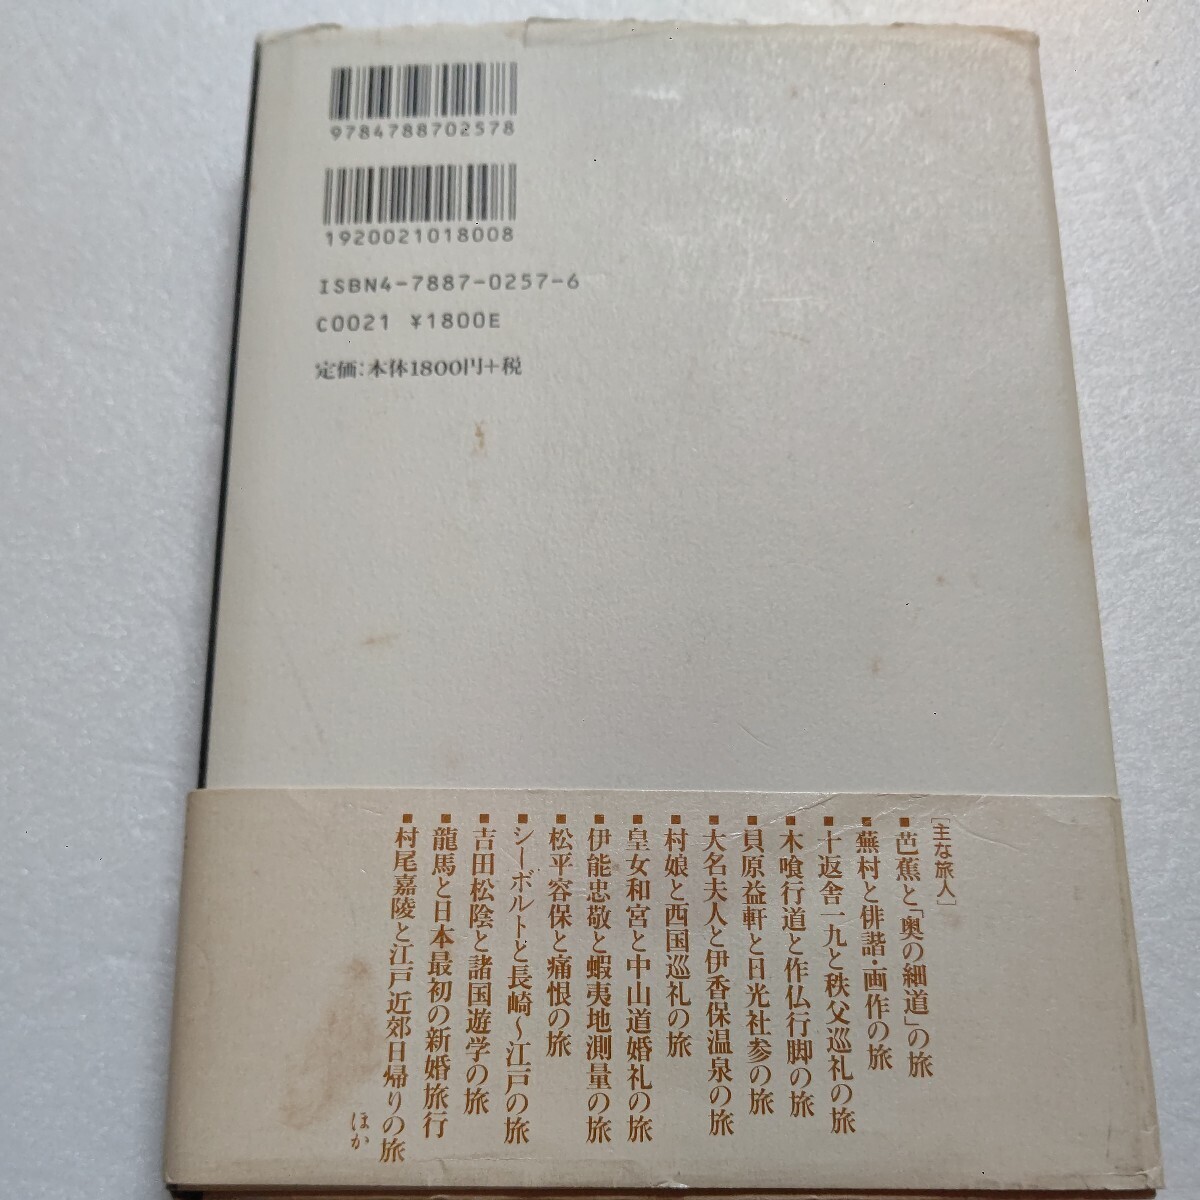 9784788702578
1920021018008
ISBN4-7887-0257-6
C0021 ¥1800E
定価:本体1800円+税
［主な旅人］
■芭蕉と「奥の細道」の旅
■蕪村と俳諧・画作の旅
■十返舎一九と秩父巡礼の旅
■木喰行道と作仏行脚の旅
■貝原益軒と日光社参の旅
■大名夫人と伊香保温泉の旅
■村娘と西国巡礼の旅
■皇女和宮と中山道婚礼の旅
■伊能忠敬と蝦夷地測量の旅
■松平容保と痛恨の旅
■シーボルトと長崎～江戸の旅
■吉田松陰と諸国遊学の旅
■龍馬と日本最初の新婚旅行
■村尾嘉陵と江戸近郊日帰りの旅
ほか